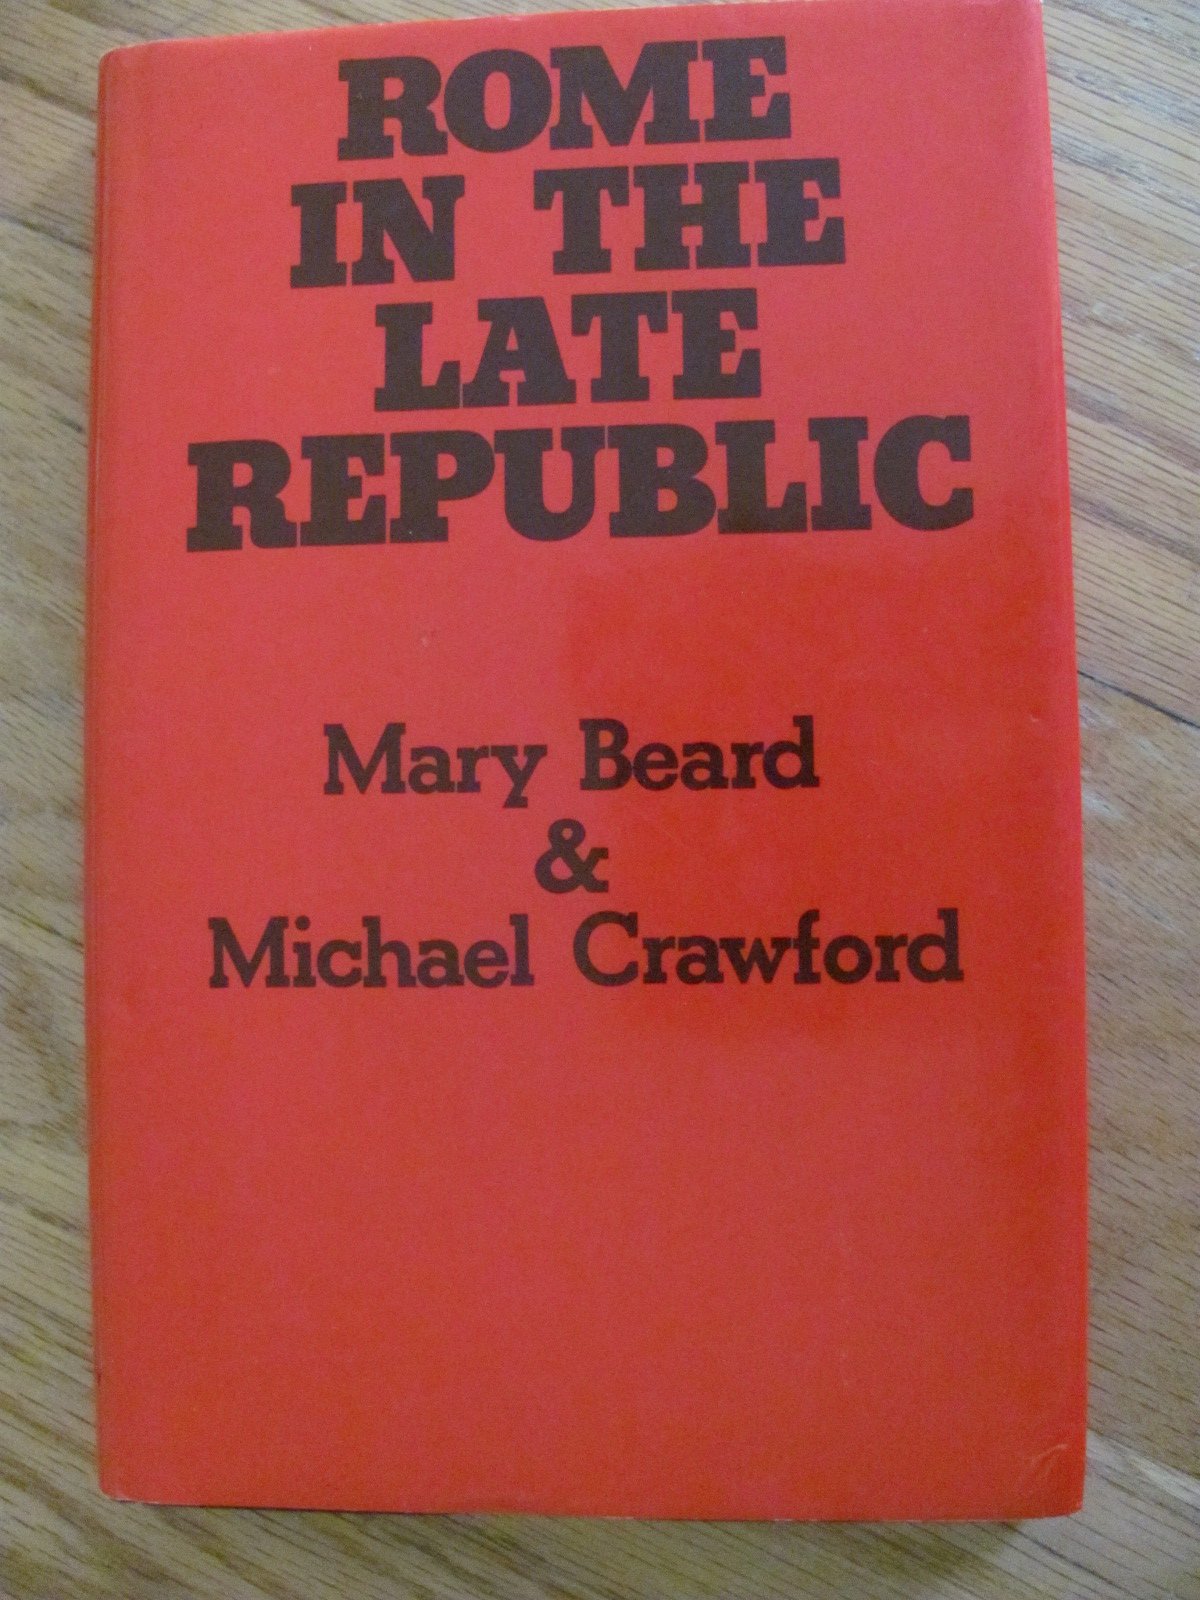 ROME
IN THE
LATE
REPUBLIC
Mary Beard
&
Michael Crawford